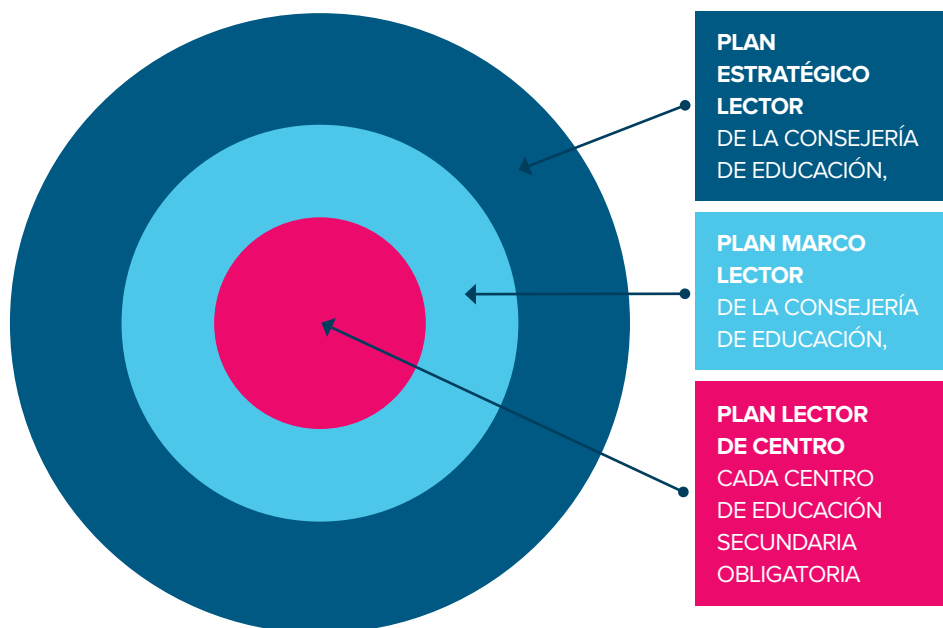 PLAN
ESTRATÉGICO
LECTOR
DE LA CONSEJERÍA
DE EDUCACIÓN,
PLAN MARCO
LECTOR
DE LA CONSEJERÍA
DE EDUCACIÓN,
PLAN LECTOR
DE CENTRO
CADA CENTRO
DE EDUCACIÓN
SECUNDARIA
OBLIGATORIA